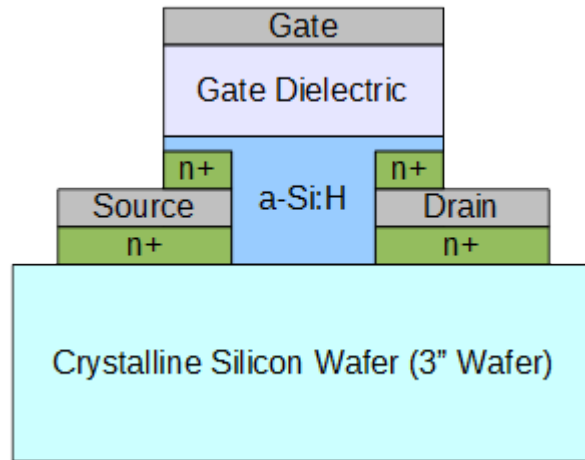 Gate
Gate Dielectric
n+ n+
Source a-Si:H Drain
n+ n+
Crystalline Silicon Wafer (3” Wafer)